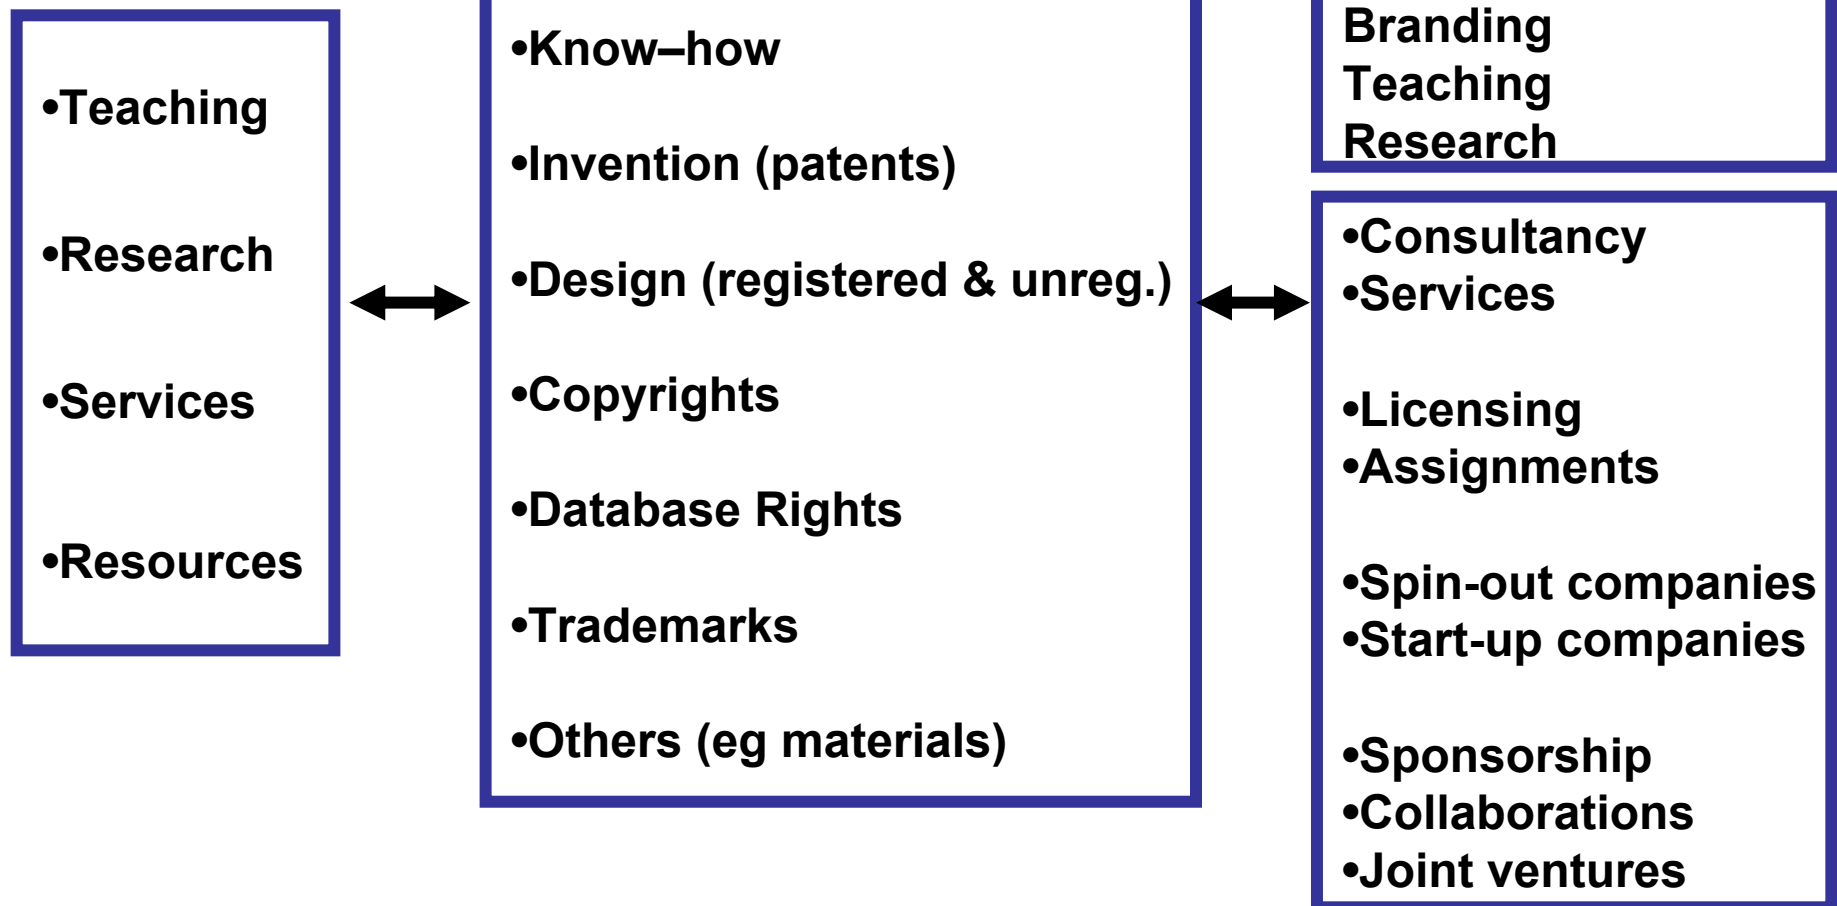 •Teaching
•Research
•Services
•Resources
•Know–how
•Invention (patents)
•Design (registered & unreg.)
•Copyrights
•Database Rights
•Trademarks
•Others (eg materials)
Branding
Teaching
Research
•Consultancy
•Services
•Licensing
•Assignments
•Spin-out companies
•Start-up companies
•Sponsorship
•Collaborations
•Joint ventures